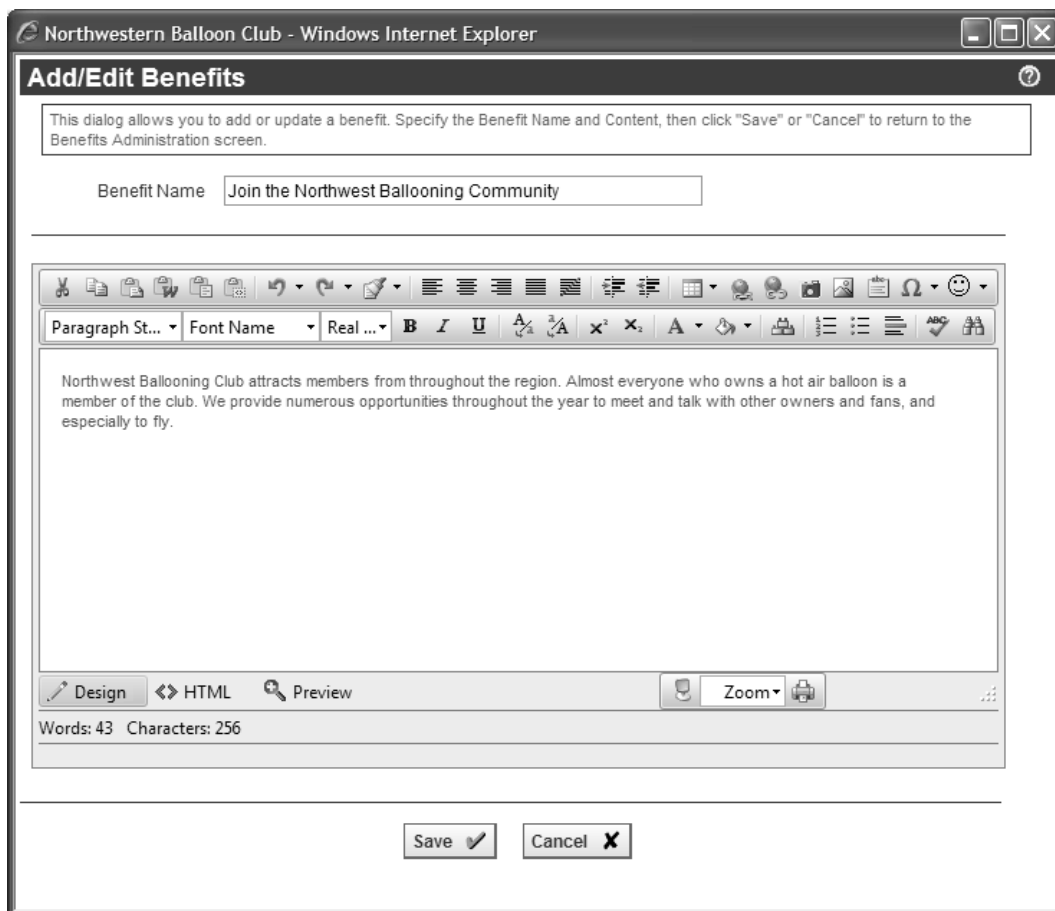 Northwestern Balloon Club - Windows Internet Explorer
Add/Edit Benefits
This dialog allows you to add or update a benefit. Specify the Benefit Name and Content, then click "Save" or "Cancel" to return to the
Benefits Administration screen.
Benefit Name Join the Northwest Ballooning Community
Paragraph St... Font Name Real ... B I U
Northwest Ballooning Club attracts members from throughout the region. Almost everyone who owns a hot air balloon is a
member of the club. We provide numerous opportunities throughout the year to meet and talk with other owners and fans, and
especially to fly.
Design HTML Preview Zoom
Words: 43 Characters: 256
Save Cancel